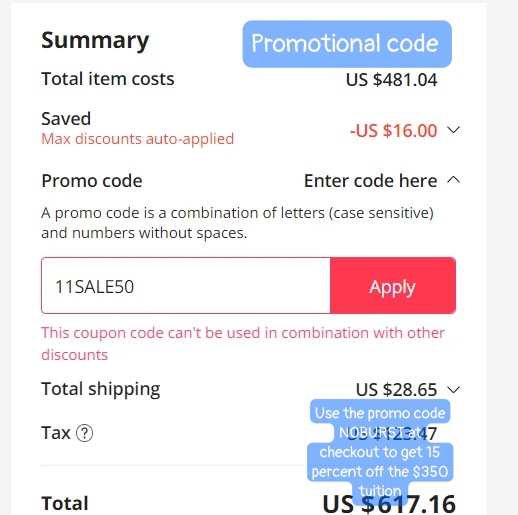 Summary
Promotional code
Total item costs US $481.04
Saved
Max discounts auto-applied
-US $16.00
Promo code Enter code here
A promo code is a combination of letters (case sensitive)
and numbers without spaces.
11SALE50 Apply
This coupon code can't be used in combination with other
discounts
Total shipping US $28.65
Tax ? US $123.47
Use the promo code
NOBURST at
checkout to get 15
percent off the $350
tuition
Total US $617.16